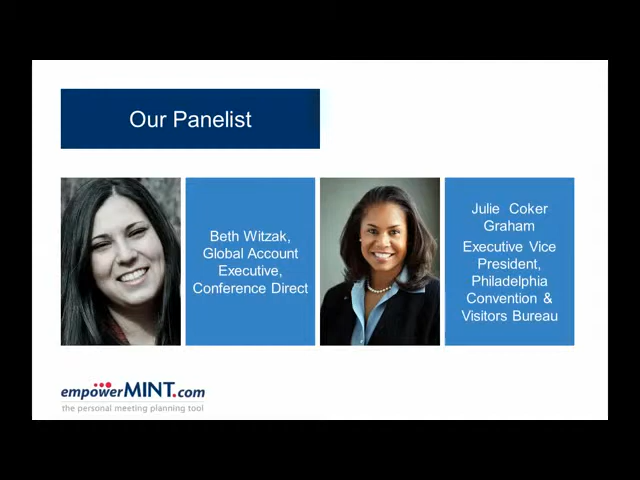 Our Panelist
Beth Witzak,
Global Account
Executive,
Conference Direct
Julie Coker
Graham
Executive Vice
President,
Philadelphia
Convention &
Visitors Bureau
empowerMINT.com
the personal meeting planning tool